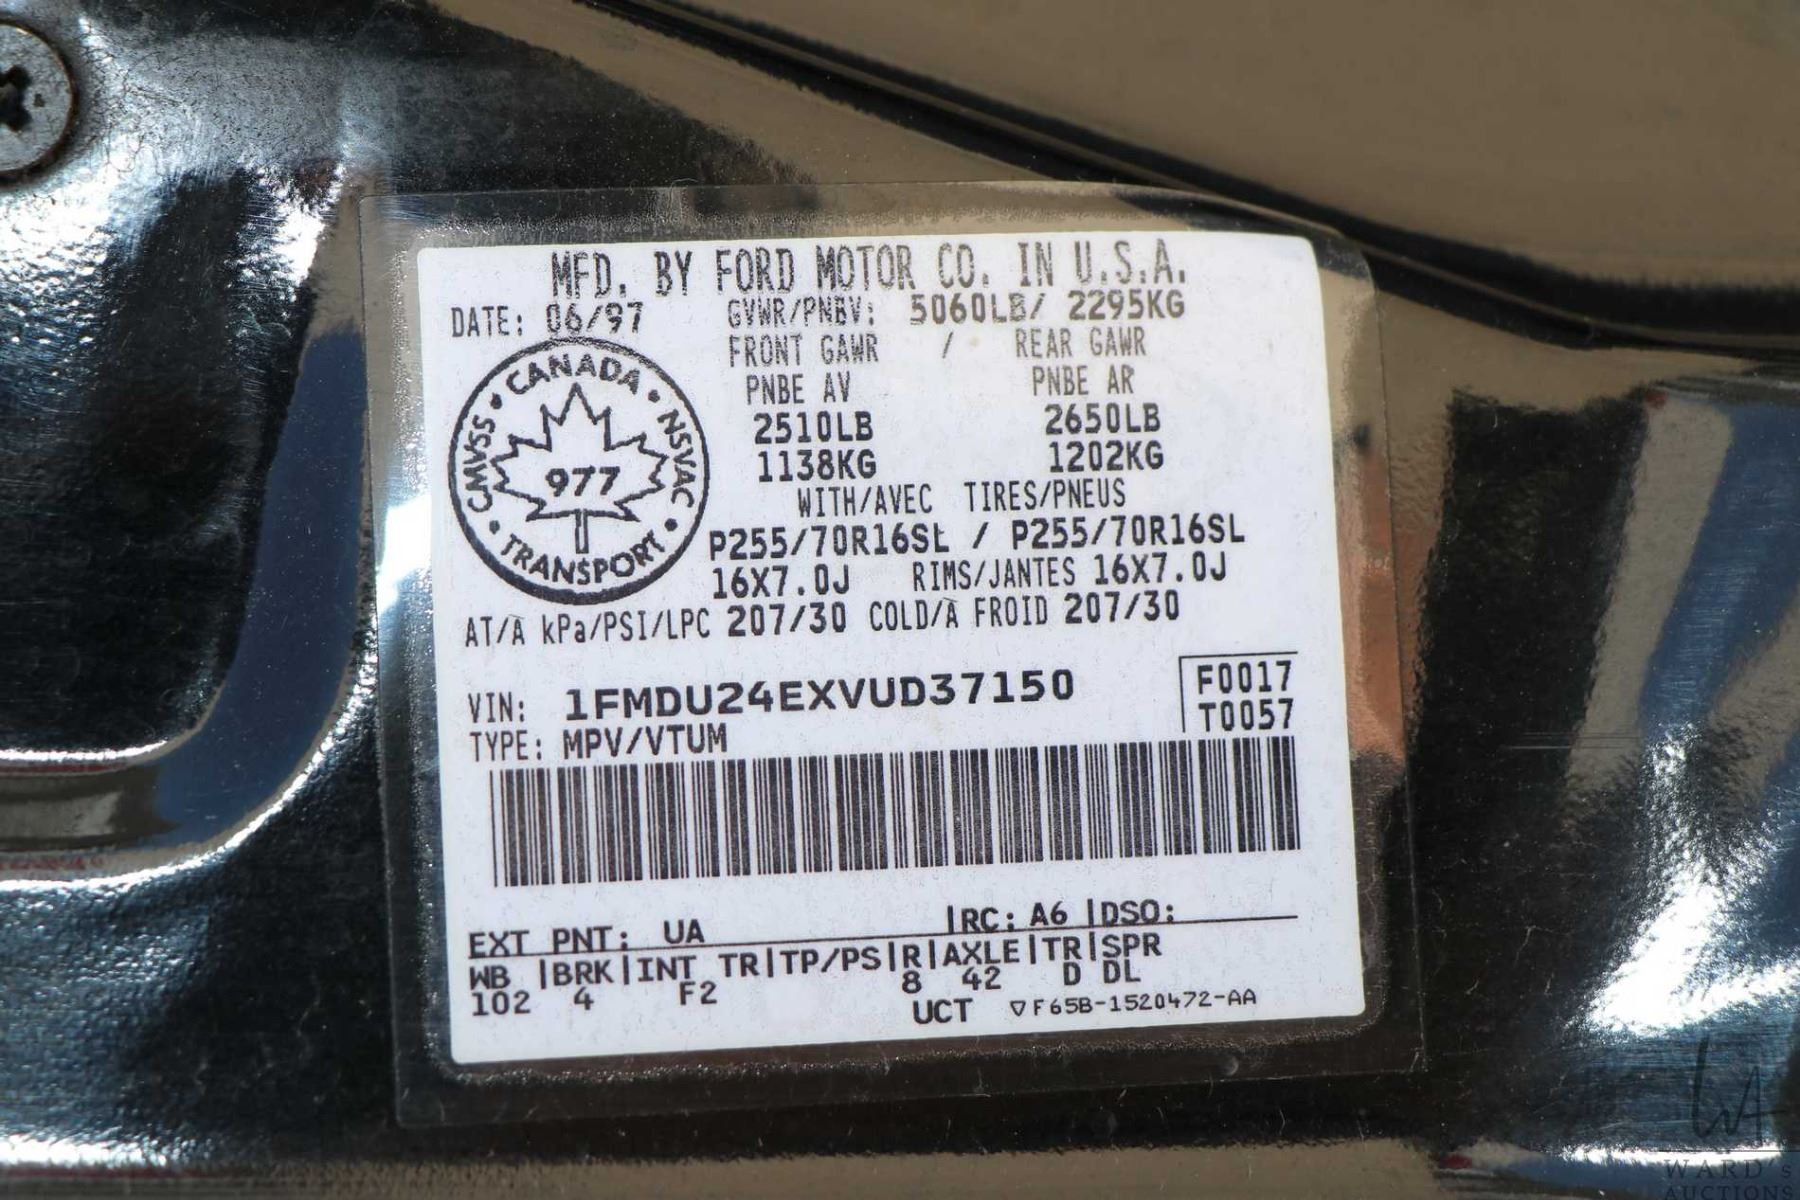 MFD. BY FORD MOTOR CO. IN U.S.A.
DATE: 06/97 GVWR/PNBV: 5060LB/ 2295KG
FRONT GAWR / REAR GAWR
PNBE AV PNBE AR
2510LB 2650LB
1138KG 1202KG
WITH/AVEC TIRES/PNEUS
P255/70R16SL / P255/70R16SL
16X7.0J RIMS/JANTES 16X7.0J
AT/À kPa/PSI/LPC 207/30 COLD/À FROID 207/30
CANADA • NSVAC • TRANSPORT • CMVSS •
977
VIN: 1FMDU24EXVUD37150
F0017
T0057
TYPE: MPV/VTUM
EXT PNT: UA |RC: A6 |DSO:
WB |BRK|INT TR|TP/PS|R|AXLE|TR|SPR
102 4 F2 8 42 D DL
UCT ▽F65B-1520472-AA
WA
WARD's
AUCTIONS